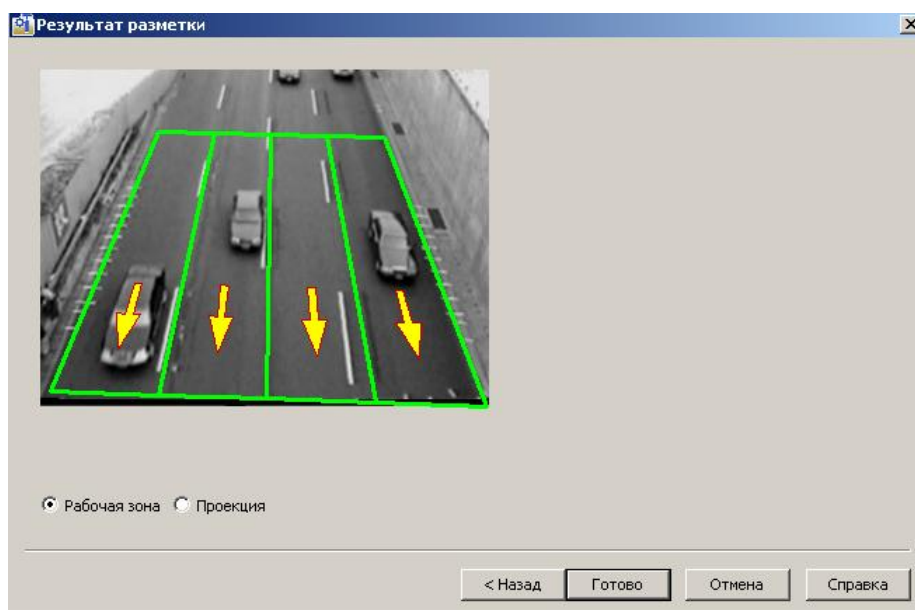 Результат разметки
Рабочая зона Проекция
< Назад Готово Отмена Справка